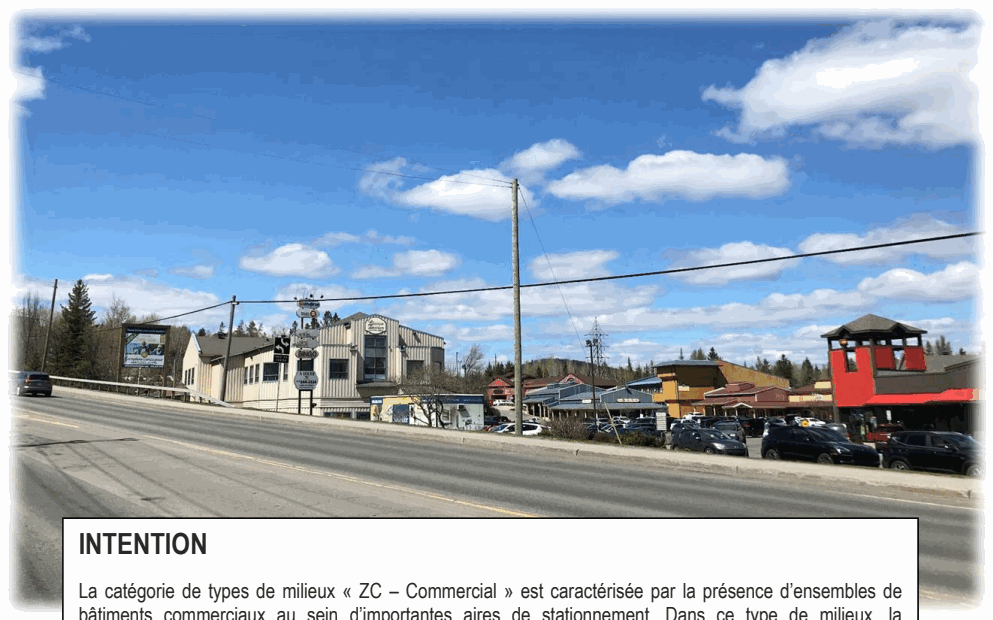 INTENTION
La catégorie de types de milieux « ZC – Commercial » est caractérisée par la présence d’ensembles de
bâtiments commerciaux au sein d’importantes aires de stationnement. Dans ce type de milieux, la